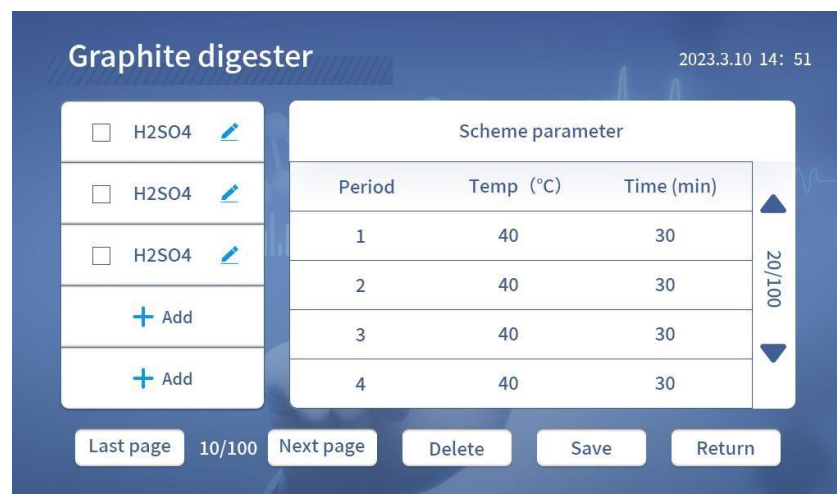 Graphite digester
2023.3.10 14: 51
H2SO4
H2SO4
H2SO4
Add
Add
Scheme parameter
Period Temp（°C） Time (min)
1 40 30
2 40 30
3 40 30
4 40 30
20/100
Last page 10/100 Next page Delete Save Return